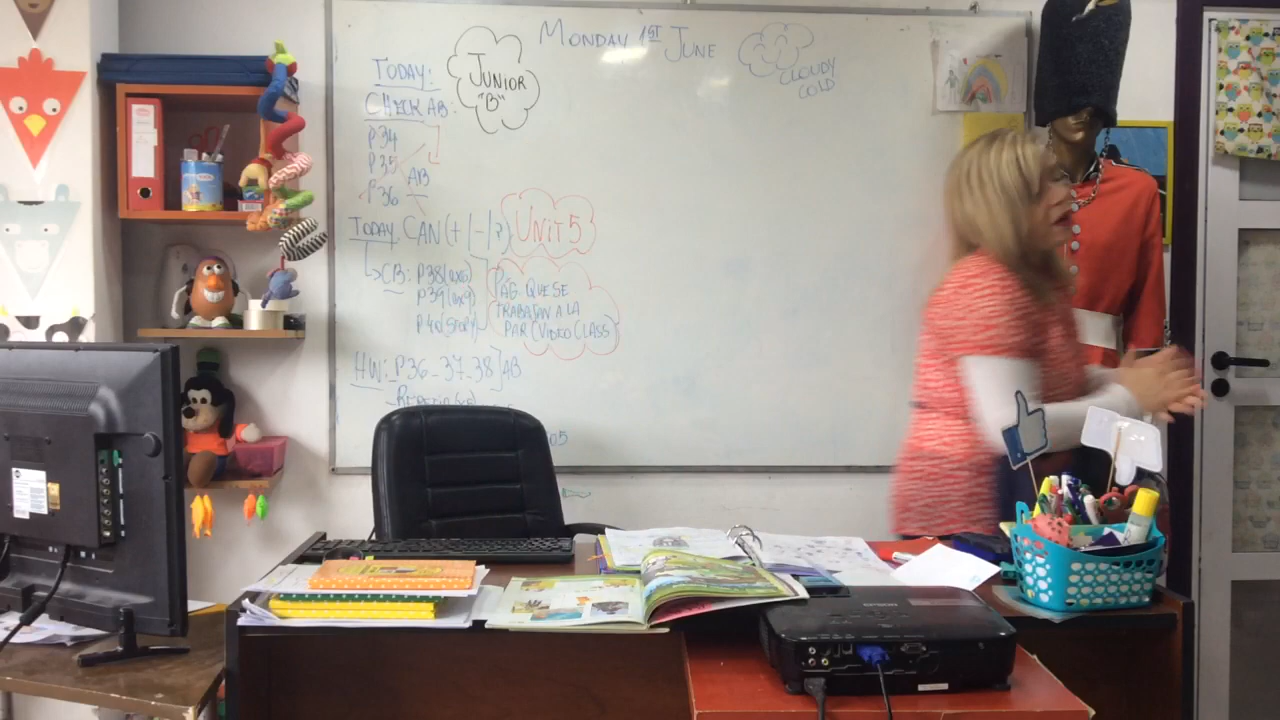 MONDAY 1ST JUNE
CLOUDY
COLD
TODAY:
JUNIOR
"B"
CHECK AB:
P34
P35
P36
AB
TODAY CAN (+ | - | ?)
UNIT 5
CB: P38
P39
P40 (STORY)
PÁG. QUE SE
TRABAJAN A LA
PAR (VIDEO CLASS)
HW: P36-37-38] AB